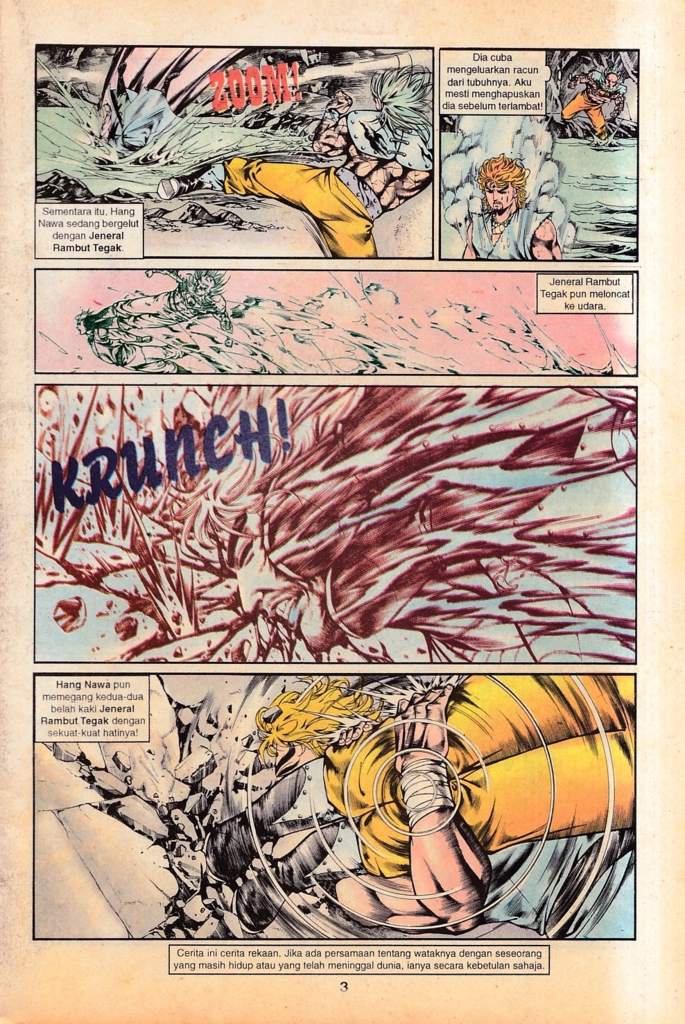 ZOOM!
Sementara itu, Hang
Nawa sedang bergelut
dengan Jeneral
Rambut Tegak.
Dia cuba
mengeluarkan racun
dari tubuhnya. Aku
mesti menghapuskan
dia sebelum terlambat!
Jeneral Rambut
Tegak pun meloncat
ke udara.
KRUNCH!
Hang Nawa pun
memegang kedua-dua
belah kaki Jeneral
Rambut Tegak dengan
sekuat-kuat hatinya!
Cerita ini cerita rekaan. Jika ada persamaan tentang wataknya dengan seseorang
yang masih hidup atau yang telah meninggal dunia, ianya secara kebetulan sahaja.
3